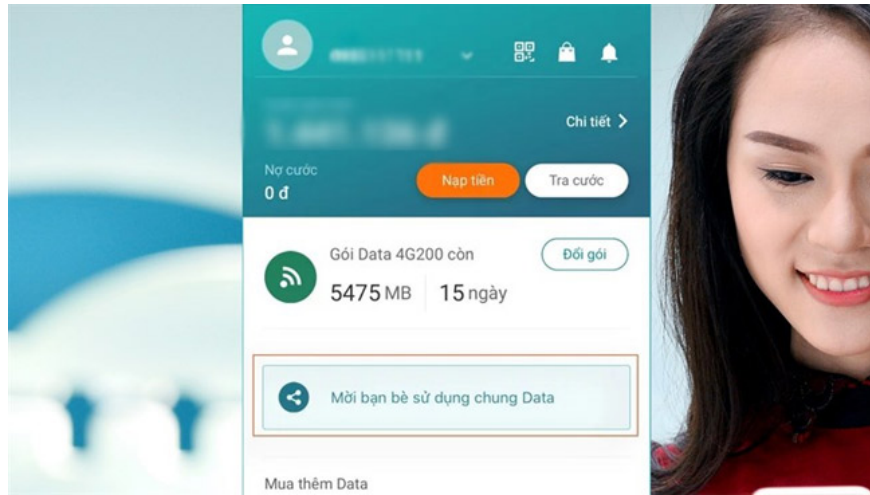 Chi tiết
Nợ cước
0 đ
Nạp tiền
Tra cước
Gói Data 4G200 còn
Đổi gói
5475 MB 15 ngày
Mời bạn bè sử dụng chung Data
Mua thêm Data